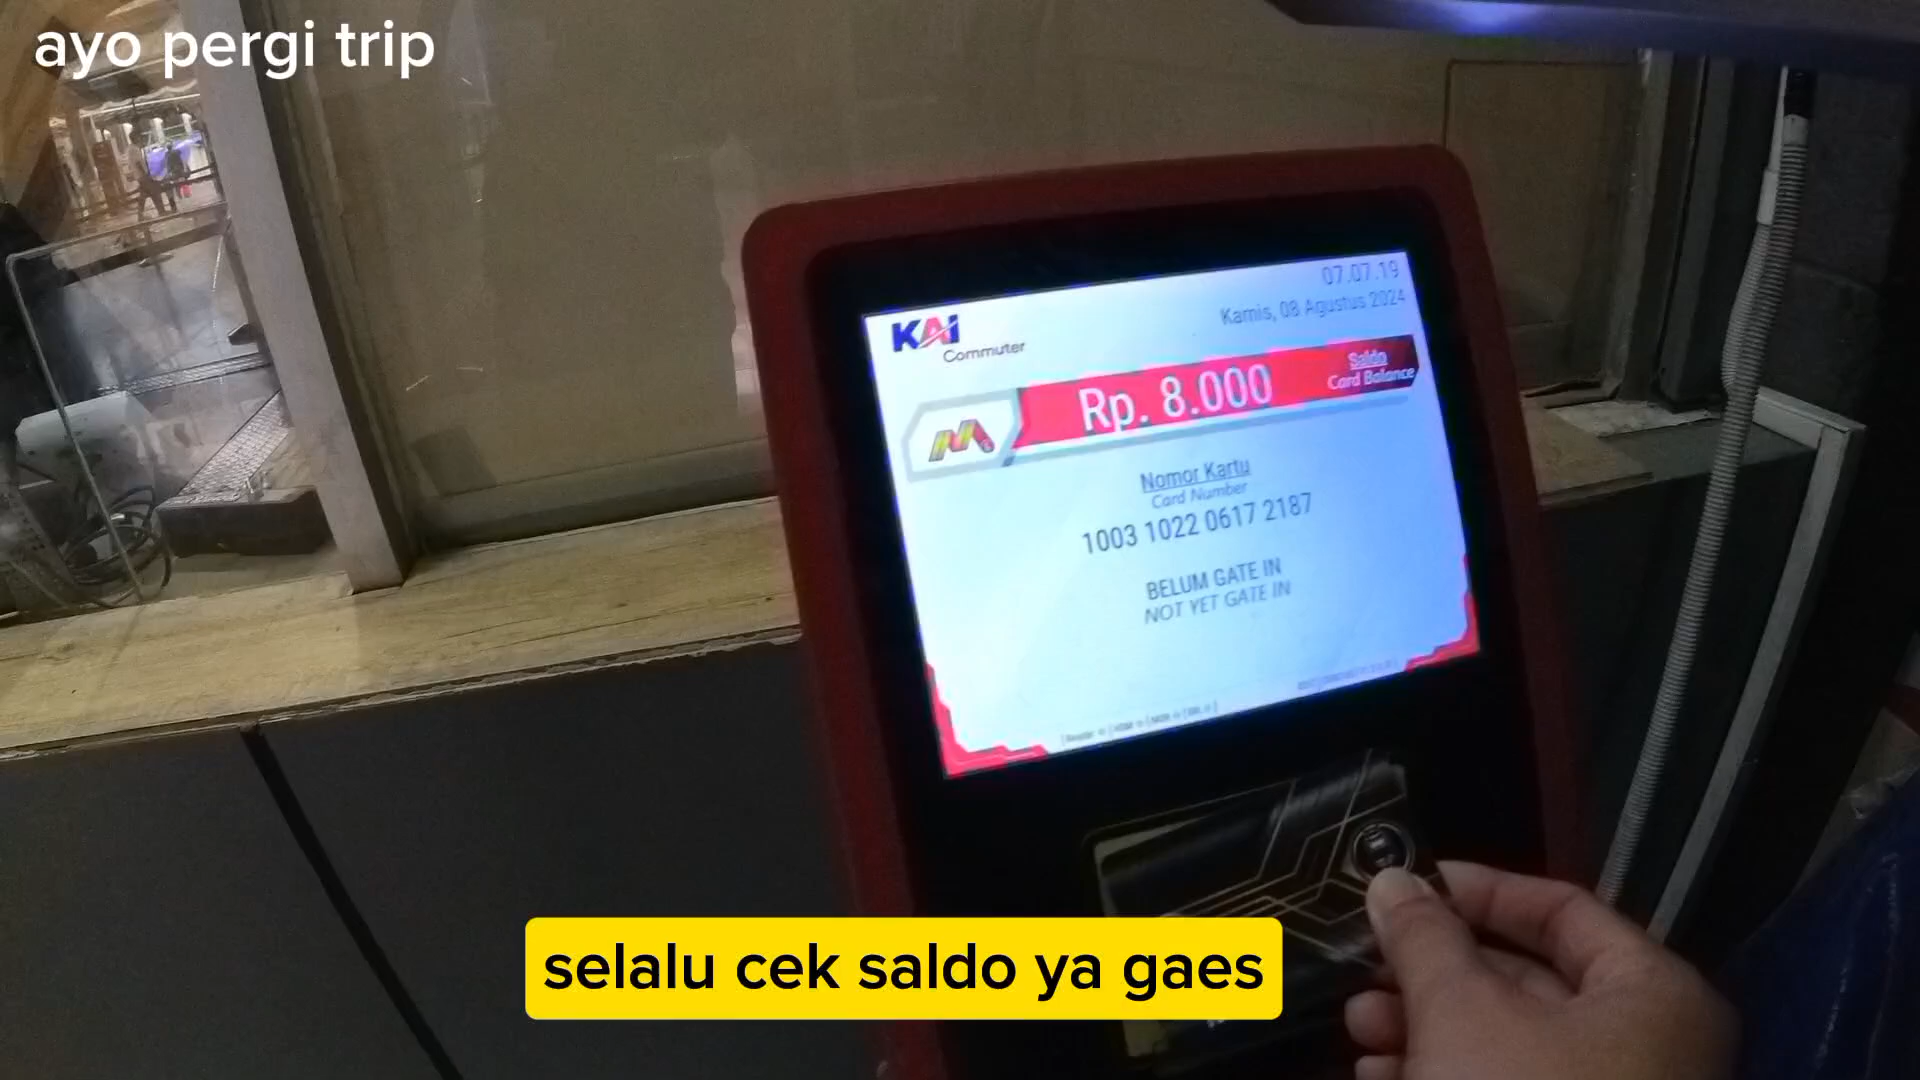 ayo pergi trip
07.07.19
Kamis, 08 Agustus 2024
KAI
Commuter
Rp. 8.000
Saldo
Card Balance
Nomor Kartu
Card Number
1003 1022 0617 2187
BELUM GATE IN
NOT YET GATE IN
selalu cek saldo ya gaes